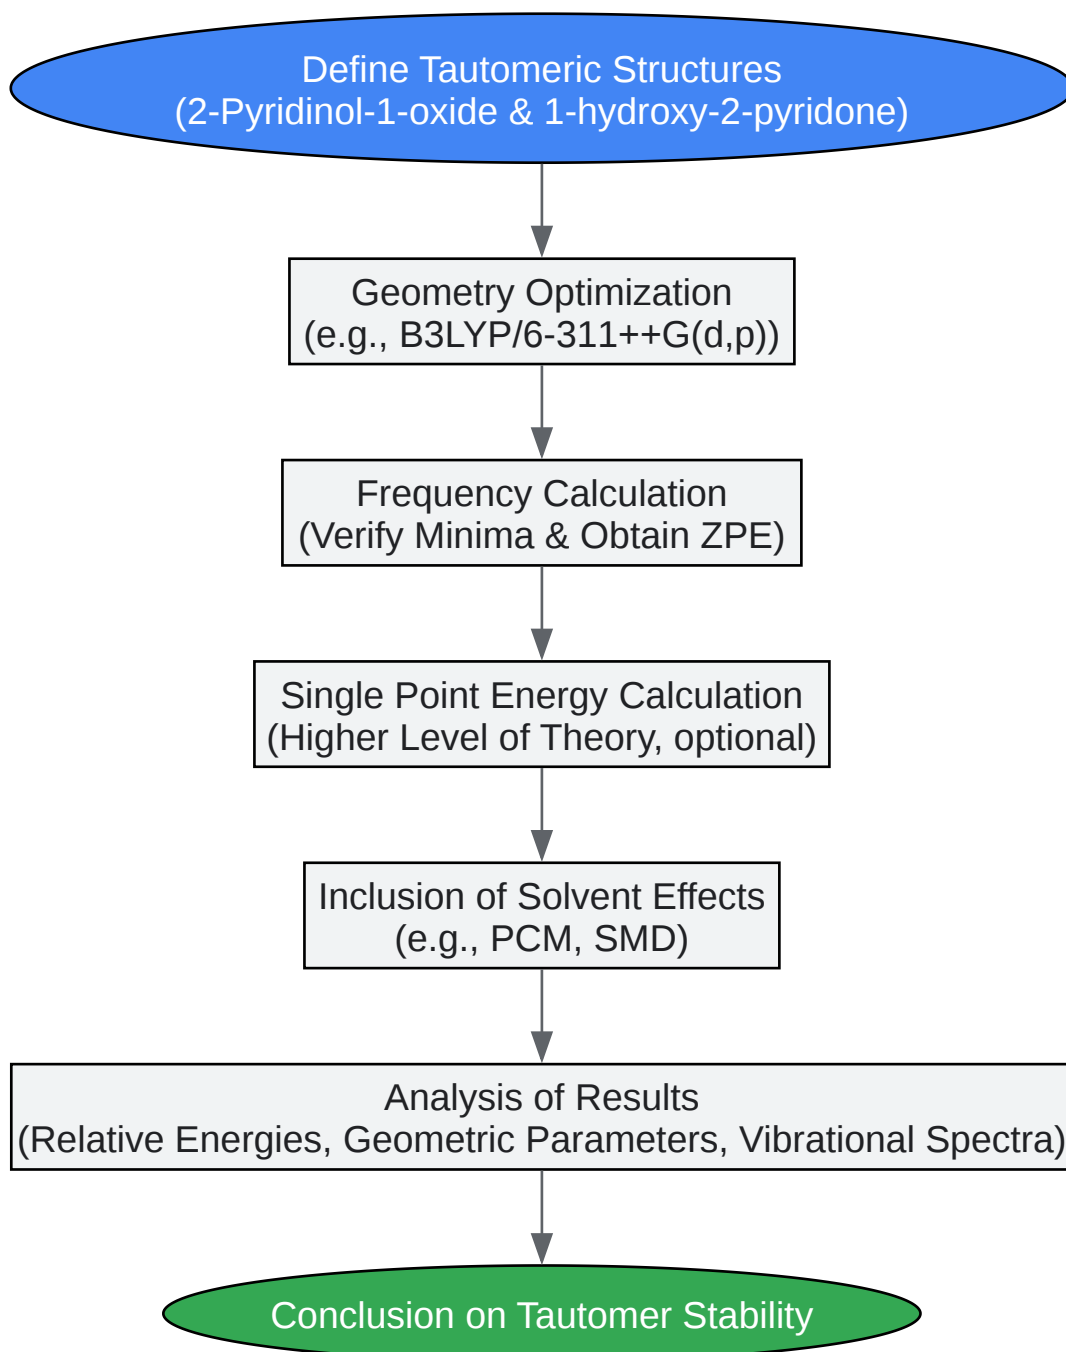 Define Tautomeric Structures
(2-Pyridinol-1-oxide & 1-hydroxy-2-pyridone)
Geometry Optimization
(e.g., B3LYP/6-311++G(d,p))
Frequency Calculation
(Verify Minima & Obtain ZPE)
Single Point Energy Calculation
(Higher Level of Theory, optional)
Inclusion of Solvent Effects
(e.g., PCM, SMD)
Analysis of Results
(Relative Energies, Geometric Parameters, Vibrational Spectra)
Conclusion on Tautomer Stability